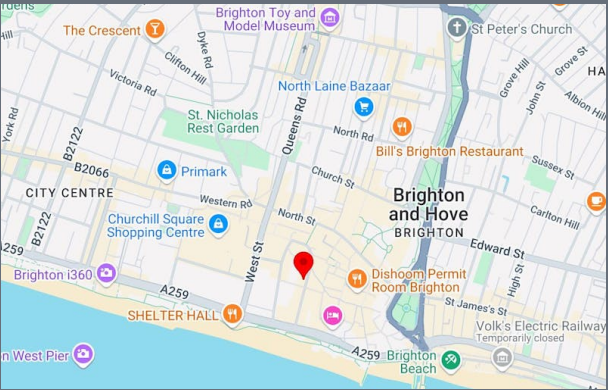 Brighton Toy and
Model Museum
The Crescent
St Peter's Church
Dyke Rd
Clifton Hill
Grove Hill
Grove St
HA
Victoria Rd
Queens Rd
North Laine Bazaar
John St
Albion Hill
York Rd
B2122
St. Nicholas
Rest Garden
North Rd
Bill's Brighton Restaurant
B2066
Primark
Church St
Sussex St
CITY CENTRE
Western Rd
Brighton
and Hove
BRIGHTON
Carlton Hill
B2122
Churchill Square
Shopping Centre
North St
A259
West St
Edward St
Brighton i360
Dishoom Permit
Room Brighton
High St
A259
St James's St
SHELTER HALL
Volk's Electric Railway
Temporarily closed
n West Pier
A259
Brighton
Beach